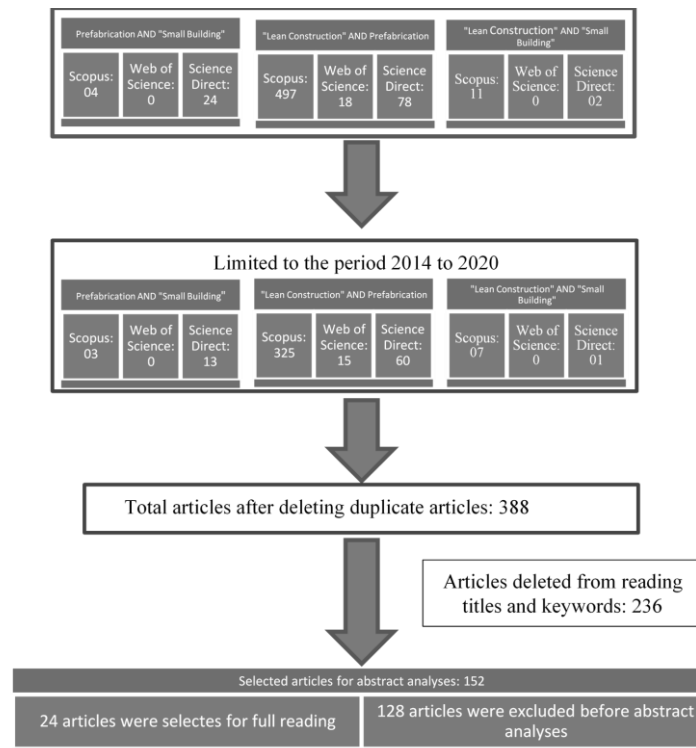 Prefabrication AND "Small Building"
"Lean Construction" AND Prefabrication
"Lean Construction" AND "Small
Building"
Scopus:
04
Web of
Science:
0
Science
Direct:
24
Scopus:
497
Web of
Science:
18
Science
Direct:
78
Scopus:
11
Web of
Science:
0
Science
Direct:
02
Limited to the period 2014 to 2020
Prefabrication AND "Small Building"
"Lean Construction" AND Prefabrication
"Lean Construction" AND "Small
Building"
Scopus:
03
Web of
Science:
0
Science
Direct:
13
Scopus:
325
Web of
Science:
15
Science
Direct:
60
Scopus:
07
Web of
Science:
0
Science
Direct:
01
Total articles after deleting duplicate articles: 388
Articles deleted from reading
titles and keywords: 236
Selected articles for abstract analyses: 152
24 articles were selectes for full reading
128 articles were excluded before abstract
analyses